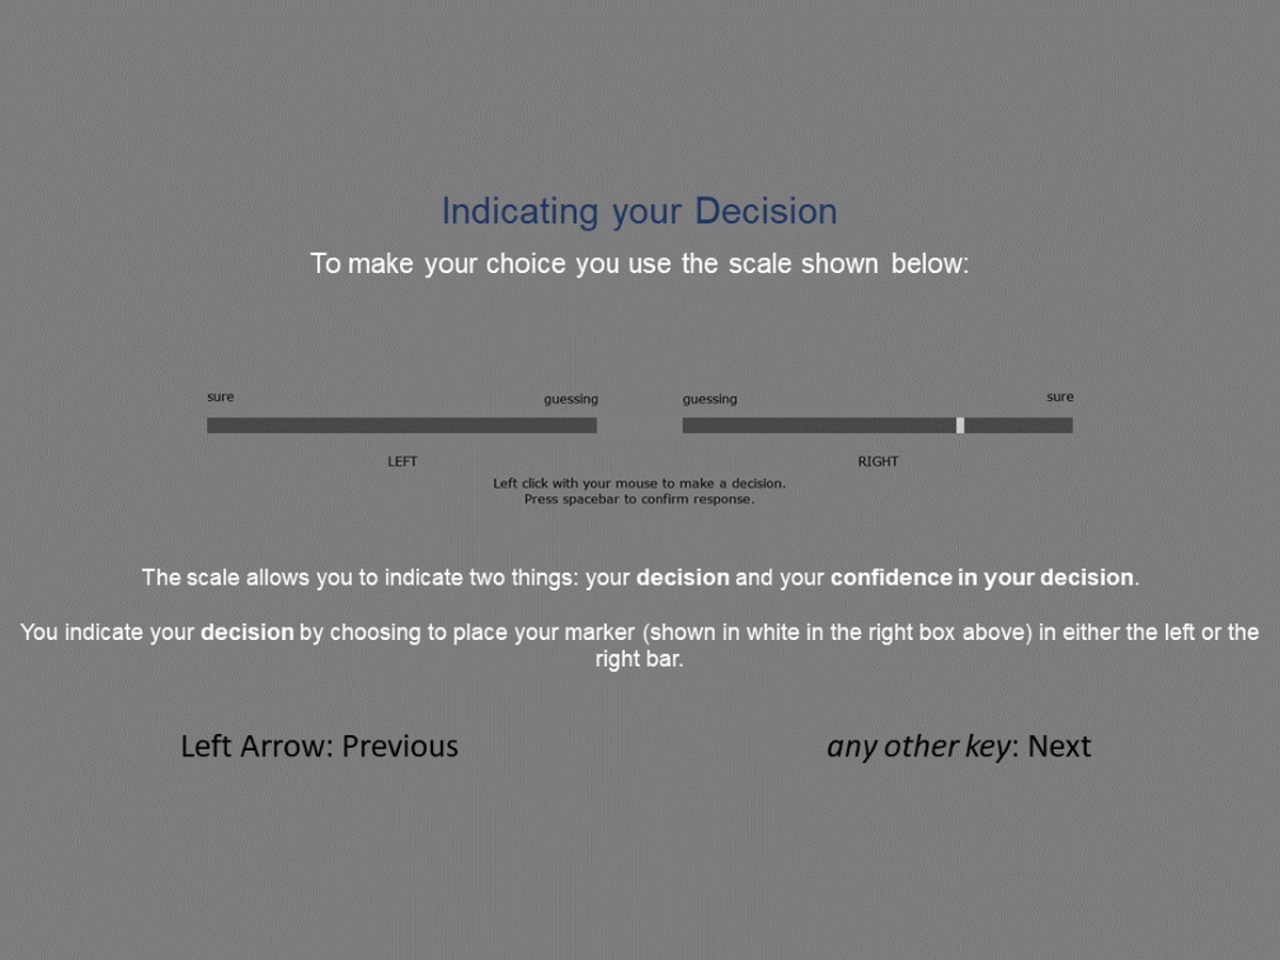 Indicating your Decision
To make your choice you use the scale shown below:
sure guessing guessing sure
LEFT RIGHT
Left click with your mouse to make a decision.
Press spacebar to confirm response.
The scale allows you to indicate two things: your decision and your confidence in your decision.
You indicate your decision by choosing to place your marker (shown in white in the right box above) in either the left or the
right bar.
Left Arrow: Previous any other key: Next